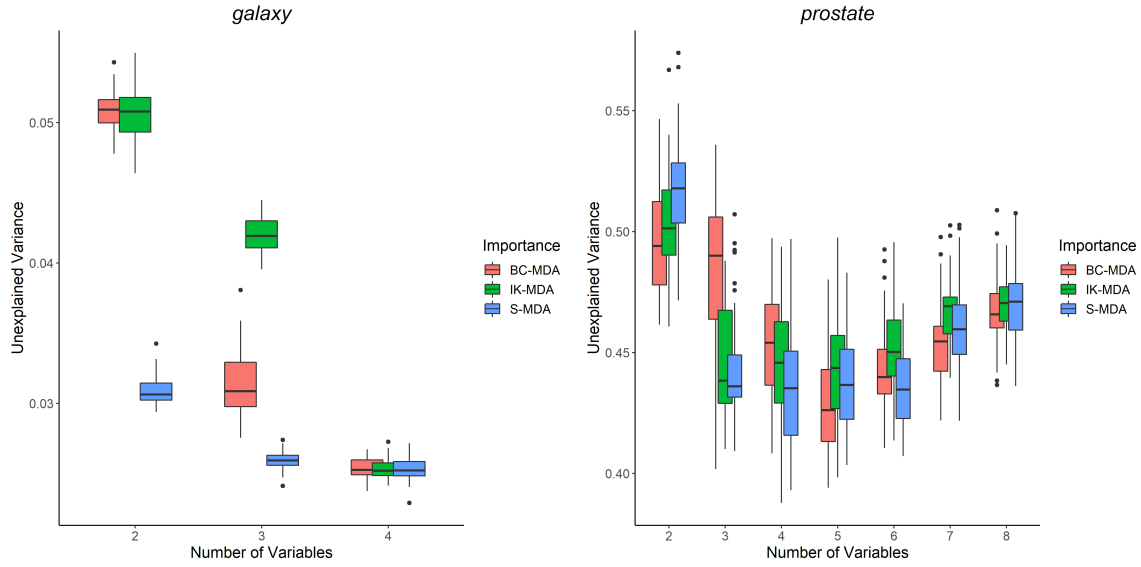 galaxy
Unexplained Variance
0.05
0.04
0.03
2
3
4
Number of Variables
Importance
BC-MDA
IK-MDA
S-MDA
prostate
Unexplained Variance
0.55
0.50
0.45
0.40
2
3
4
5
6
7
8
Number of Variables
Importance
BC-MDA
IK-MDA
S-MDA